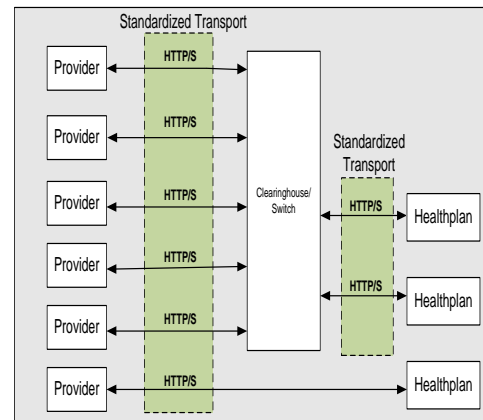 Standardized Transport
Provider
HTTP/S
Provider
HTTP/S
Provider
HTTP/S
Provider
HTTP/S
Provider
HTTP/S
Provider
HTTP/S
Clearinghouse/
Switch
Standardized
Transport
HTTP/S
Healthplan
HTTP/S
Healthplan
Healthplan